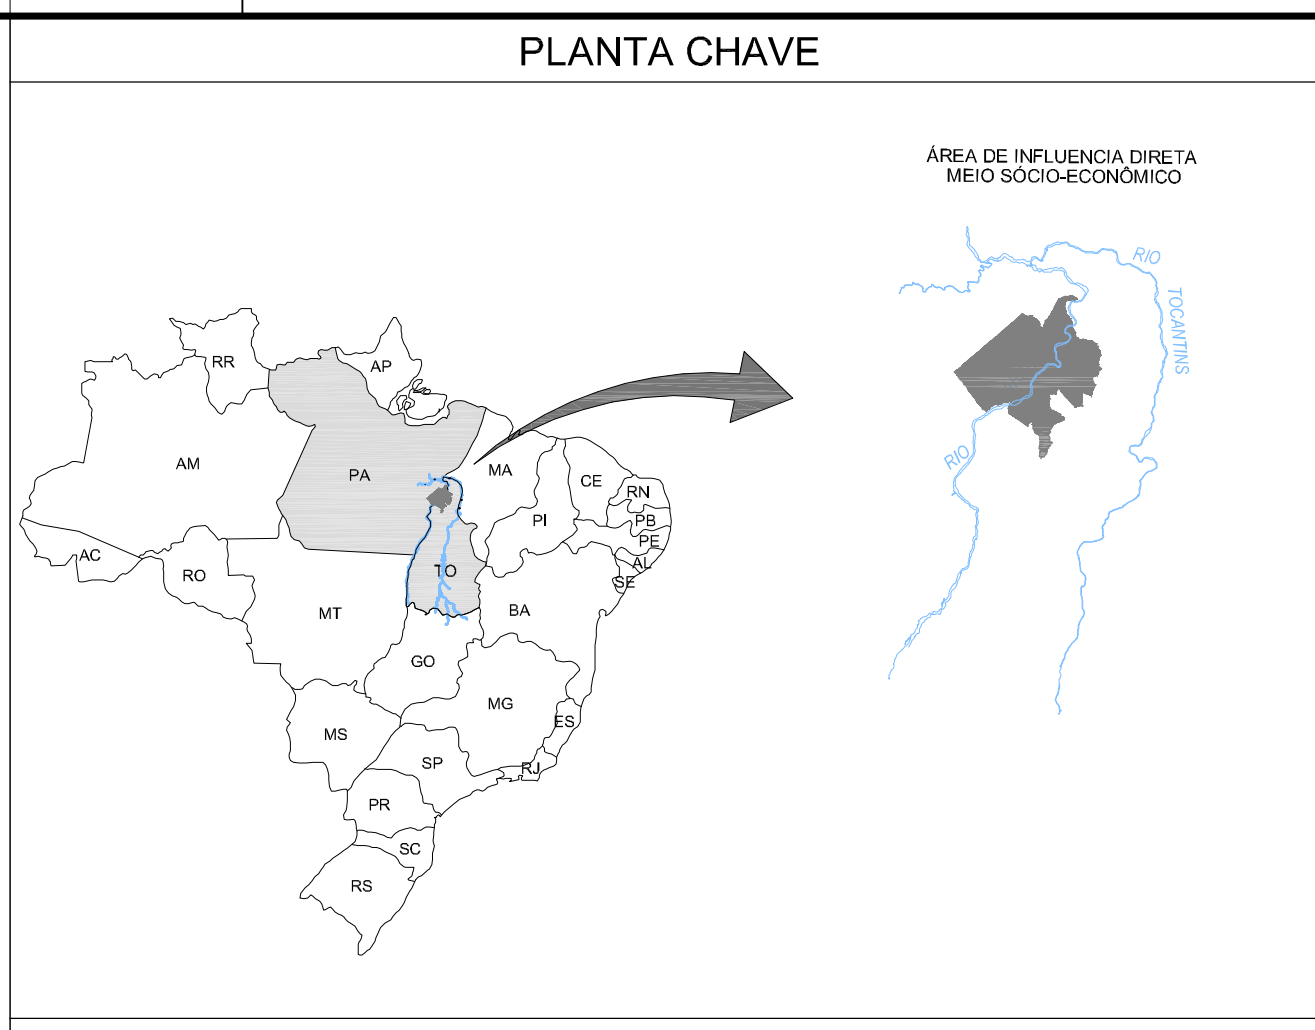 PLANTA CHAVE
ÁREA DE INFLUENCIA DIRETA
MEIO SÓCIO-ECONÔMICO
RIO
TOCANTINS
RIO
RR
AP
AM
PA
MA
CE
RN
PI
PB
PE
AC
AL
RO
TO
SE
MT
BA
GO
MG
ES
MS
SP
RJ
PR
SC
RS